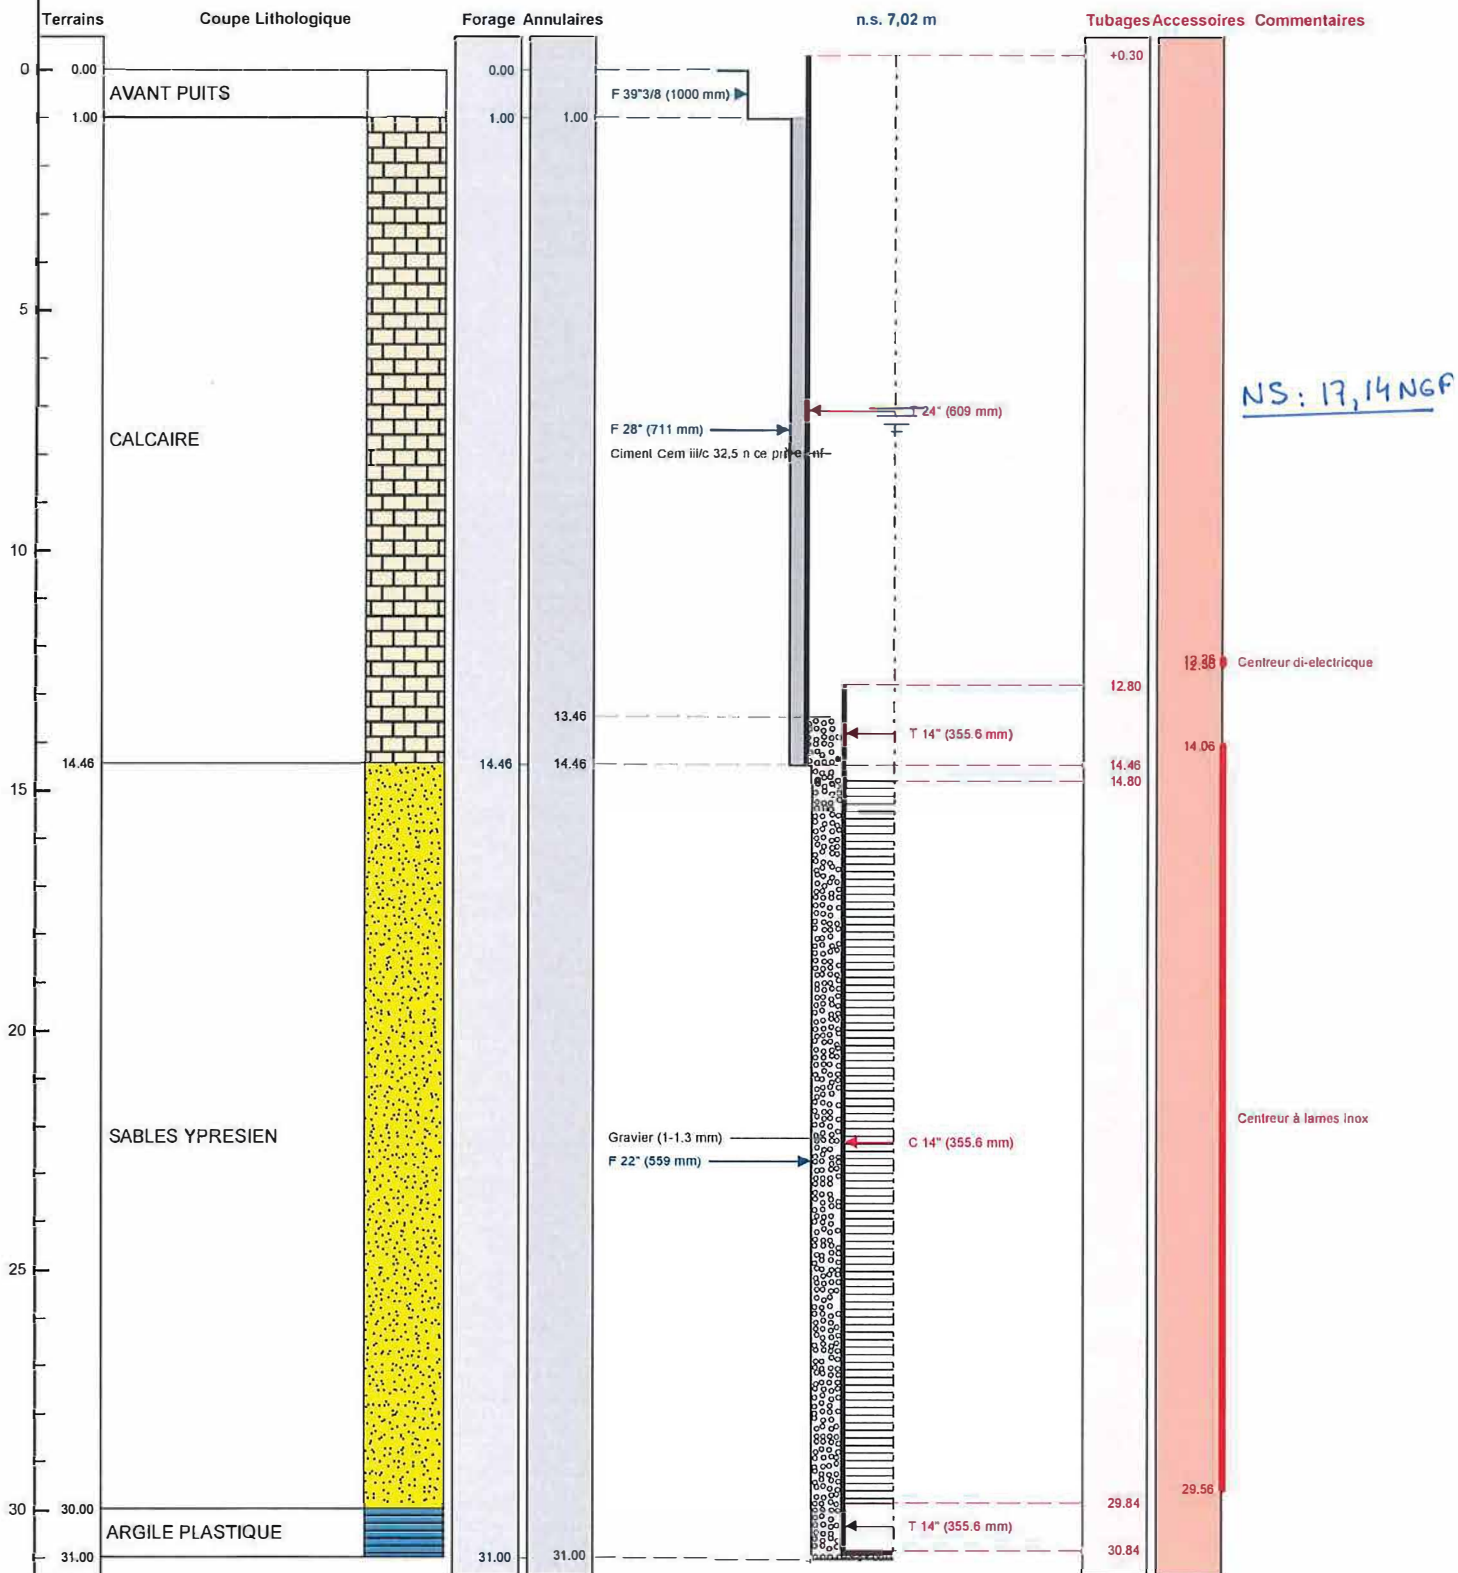 Terrains Coupe Lithologique Forage Annulaires n.s. 7,02 m Tubages Accessoires Commentaires
+0.30
0 0.00 0.00
AVANT PUITS F 39"3/8 (1000 mm)
1.00 1.00 1.00
5
NS: 17,14 NGF
24" (609 mm)
F 28" (711 mm)
CALCAIRE
Ciment Cem iii/c 32,5 n ce
10
Centreur di-electricque
12.80
13.46
T 14" (355.6 mm)
14.06
14.46 14.46 14.46 14.46
14.80
15
20
Centreur à lames inox
SABLES YPRESIEN Gravier (1-1.3 mm) C 14" (355.6 mm)
F 22" (559 mm)
25
29.56
29.84
30 30.00
ARGILE PLASTIQUE T 14" (355.6 mm)
30.84
31.00 31.00 31.00